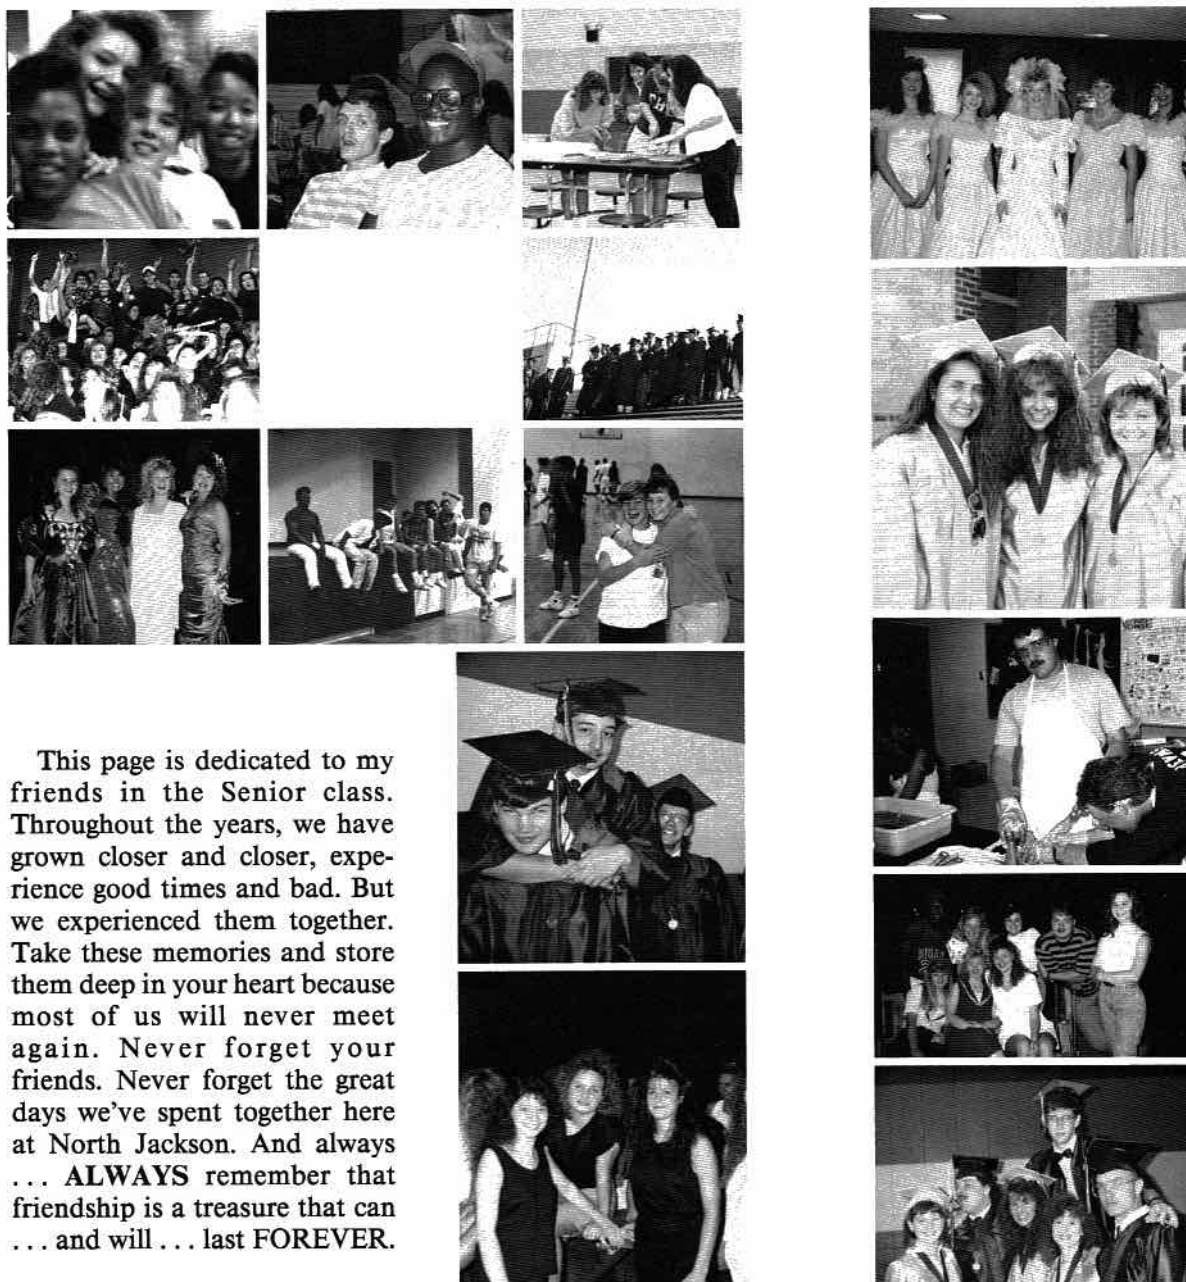 This page is dedicated to my
friends in the Senior class.
Throughout the years, we have
grown closer and closer, expe-
rience good times and bad. But
we experienced them together.
Take these memories and store
them deep in your heart because
most of us will never meet
again. Never forget your
friends. Never forget the great
days we've spent together here
at North Jackson. And always
... ALWAYS remember that
friendship is a treasure that can
... and will ... last FOREVER.